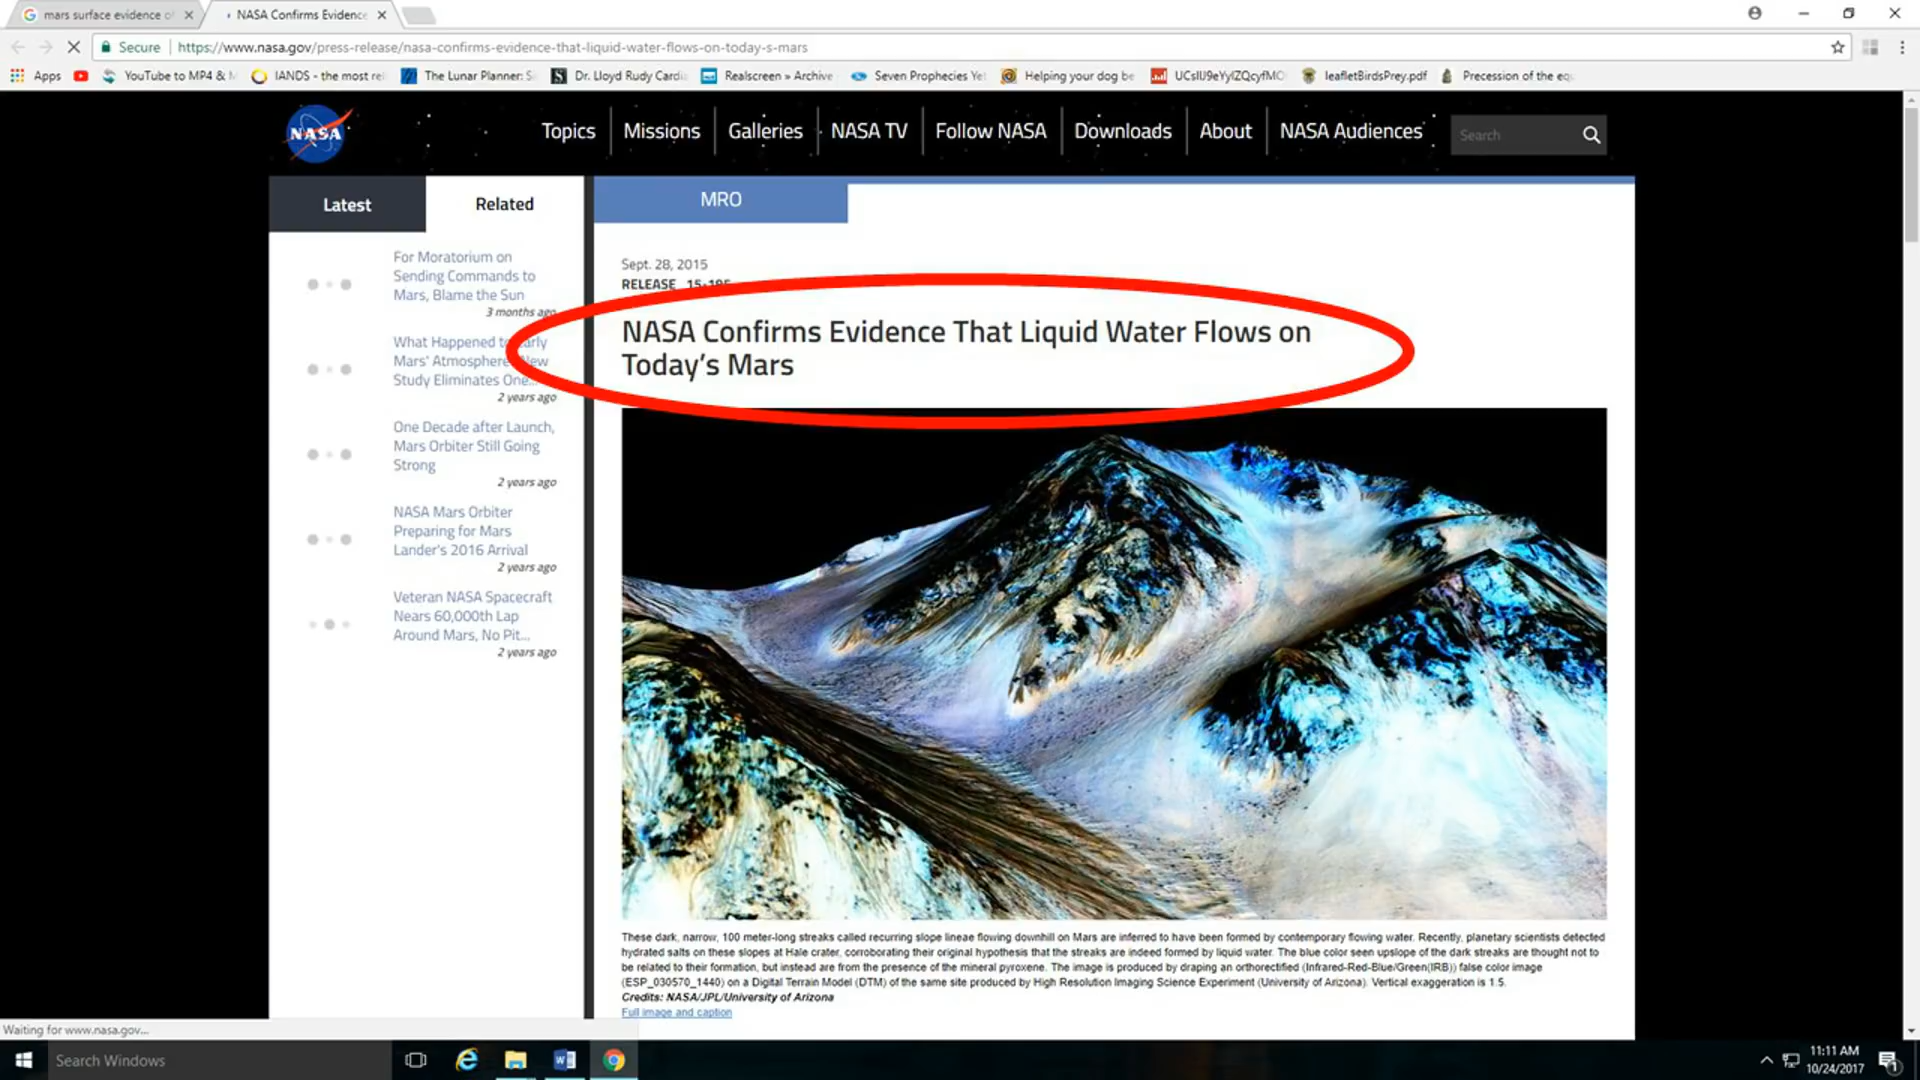 mars surface evidence o
NASA Confirms Evidence
Secure
https://www.nasa.gov/press-release/nasa-confirms-evidence-that-liquid-water-flows-on-today-s-mars
Apps
YouTube to MP4 &
IANDS - the most re
The Lunar Planner: S
Dr. Lloyd Rudy Cardi
Realscreen » Archive
Seven Prophecies Ye
Helping your dog be
leafletBirdsPrey.pdf
Precession of the eq
NASA
Topics
Missions
Galleries
NASA TV
Follow NASA
Downloads
About
NASA Audiences
Search
Latest
Related
For Moratorium on
Sending Commands to
Mars, Blame the Sun
3 months ago
What Happened to Early
Mars' Atmosphere? New
Study Eliminates One...
2 years ago
One Decade after Launch,
Mars Orbiter Still Going
Strong
2 years ago
NASA Mars Orbiter
Preparing for Mars
Lander's 2016 Arrival
2 years ago
Veteran NASA Spacecraft
Nears 60,000th Lap
Around Mars, No Pit...
2 years ago
MRO
Sept. 28, 2015
RELEASE 15-195
NASA Confirms Evidence That Liquid Water Flows on
Today's Mars
These dark, narrow, 100 meter-long streaks called recurring slope lineae flowing downhill on Mars are inferred to have been formed by contemporary flowing water. Recently, planetary scientists detected
hydrated salts on these slopes at Hale crater, corroborating their original hypothesis that the streaks are indeed formed by liquid water. The blue color seen upslope of the dark streaks are thought not to
be related to their formation, but instead are from the presence of the mineral pyroxene. The image is produced by draping an orthorectified (Infrared-Red-Blue/Green(IRB)) false color image
(ESP_030570_1440) on a Digital Terrain Model (DTM) of the same site produced by High Resolution Imaging Science Experiment (University of Arizona). Vertical exaggeration is 1.5.
Credits: NASA/JPL/University of Arizona
Full image and caption
Waiting for www.nasa.gov...
Search Windows
11:11 AM
10/24/2017
1